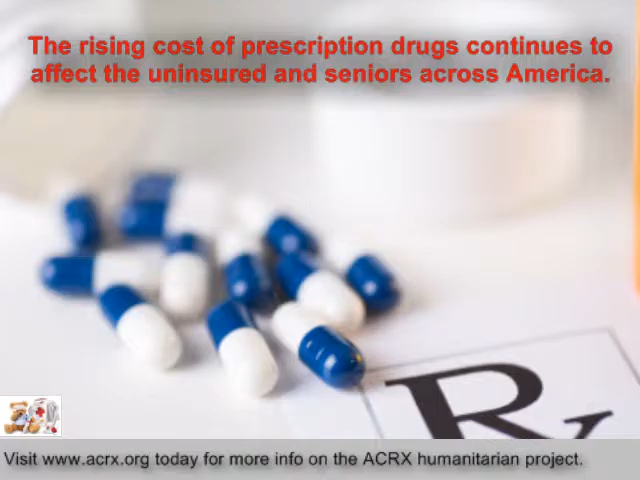 The rising cost of prescription drugs continues to
affect the uninsured and seniors across America.
Rx
Visit www.acrx.org today for more info on the ACRX humanitarian project.